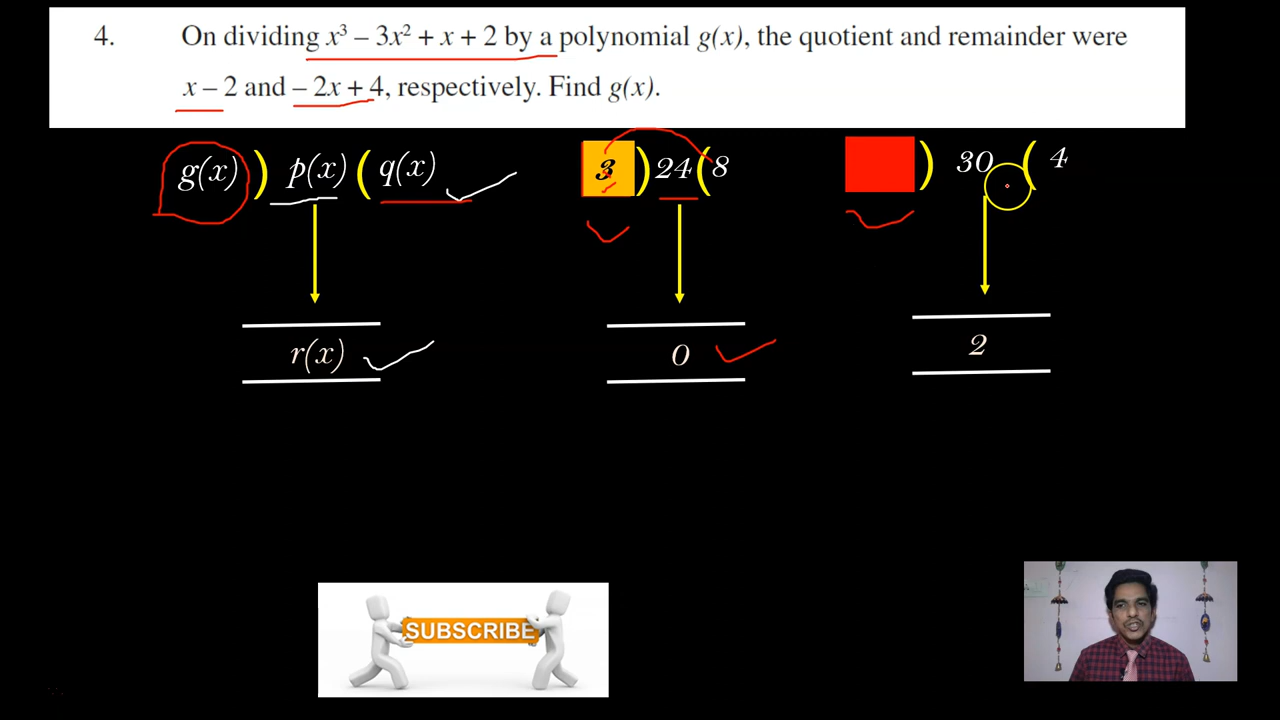 4. On dividing x³ – 3x² + x + 2 by a polynomial g(x), the quotient and remainder were
x – 2 and – 2x + 4, respectively. Find g(x).
g(x) ) p(x) ( q(x)
r(x)
3 ) 24 ( 8
0
) 30 ( 4
2
SUBSCRIBE